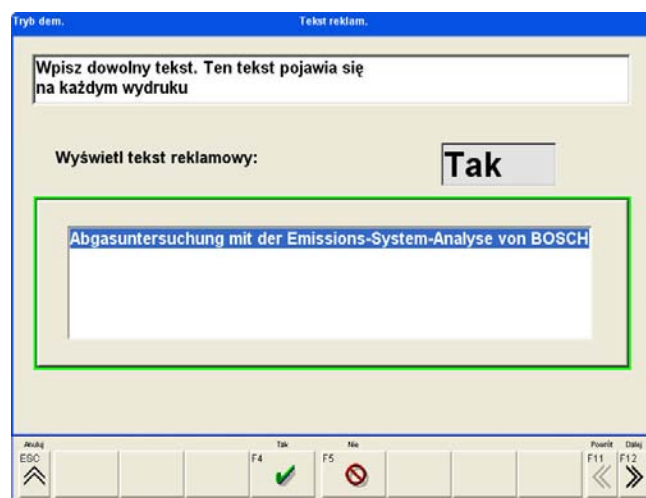 Tryb dem. Tekst reklam.
Wpisz dowolny tekst. Ten tekst pojawia się
na każdym wydruku
Wyświetl tekst reklamowy: Tak
Abgasuntersuchung mit der Emissions-System-Analyse von BOSCH
Anuluj Tak Nie Powrót Dalej
ESC F4 F5 F11 F12